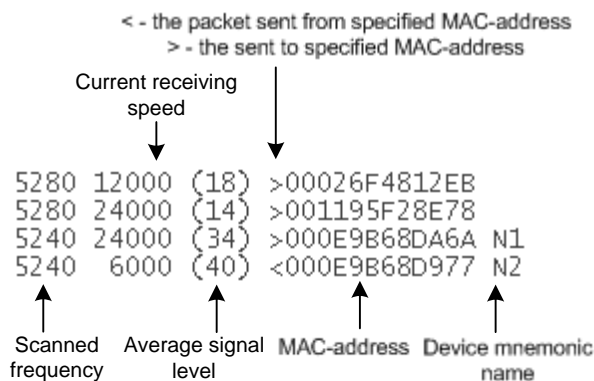 < - the packet sent from specified MAC-address
> - the sent to specified MAC-address
Current receiving
speed
5280 12000 (18) >00026F4812EB
5280 24000 (14) >001195F28E78
5240 24000 (34) >000E9B68DA6A N1
5240 6000 (40) <000E9B68D977 N2
Scanned
frequency
Average signal
level
MAC-address
Device mnemonic
name